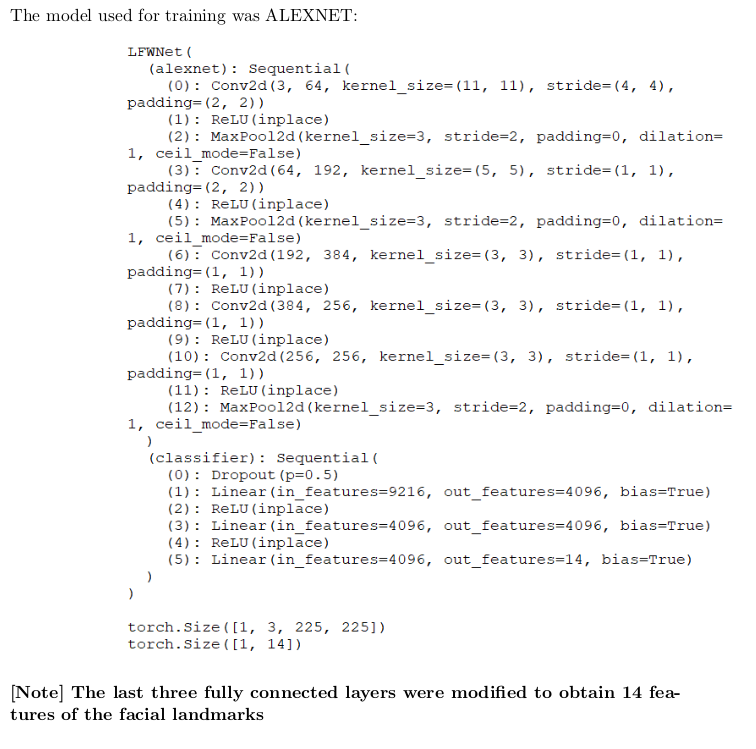 The model used for training was ALEXNET:
LFWNet(
(alexnet): Sequential(
(0): Conv2d(3, 64, kernel_size=(11, 11), stride=(4, 4),
padding=(2, 2))
(1): ReLU(inplace)
(2): MaxPool2d(kernel_size=3, stride=2, padding=0, dilation=
1, ceil_mode=False)
(3): Conv2d(64, 192, kernel_size=(5, 5), stride=(1, 1),
padding=(2, 2))
(4): ReLU(inplace)
(5): MaxPool2d(kernel_size=3, stride=2, padding=0, dilation=
1, ceil_mode=False)
(6): Conv2d(192, 384, kernel_size=(3, 3), stride=(1, 1),
padding=(1, 1))
(7): ReLU(inplace)
(8): Conv2d(384, 256, kernel_size=(3, 3), stride=(1, 1),
padding=(1, 1))
(9): ReLU(inplace)
(10): Conv2d(256, 256, kernel_size=(3, 3), stride=(1, 1),
padding=(1, 1))
(11): ReLU(inplace)
(12): MaxPool2d(kernel_size=3, stride=2, padding=0, dilation=
1, ceil_mode=False)
)
(classifier): Sequential(
(0): Dropout(p=0.5)
(1): Linear(in_features=9216, out_features=4096, bias=True)
(2): ReLU(inplace)
(3): Linear(in_features=4096, out_features=4096, bias=True)
(4): ReLU(inplace)
(5): Linear(in_features=4096, out_features=14, bias=True)
)
)
torch.Size([1, 3, 225, 225])
torch.Size([1, 14])
[Note] The last three fully connected layers were modified to obtain 14 fea-
tures of the facial landmarks